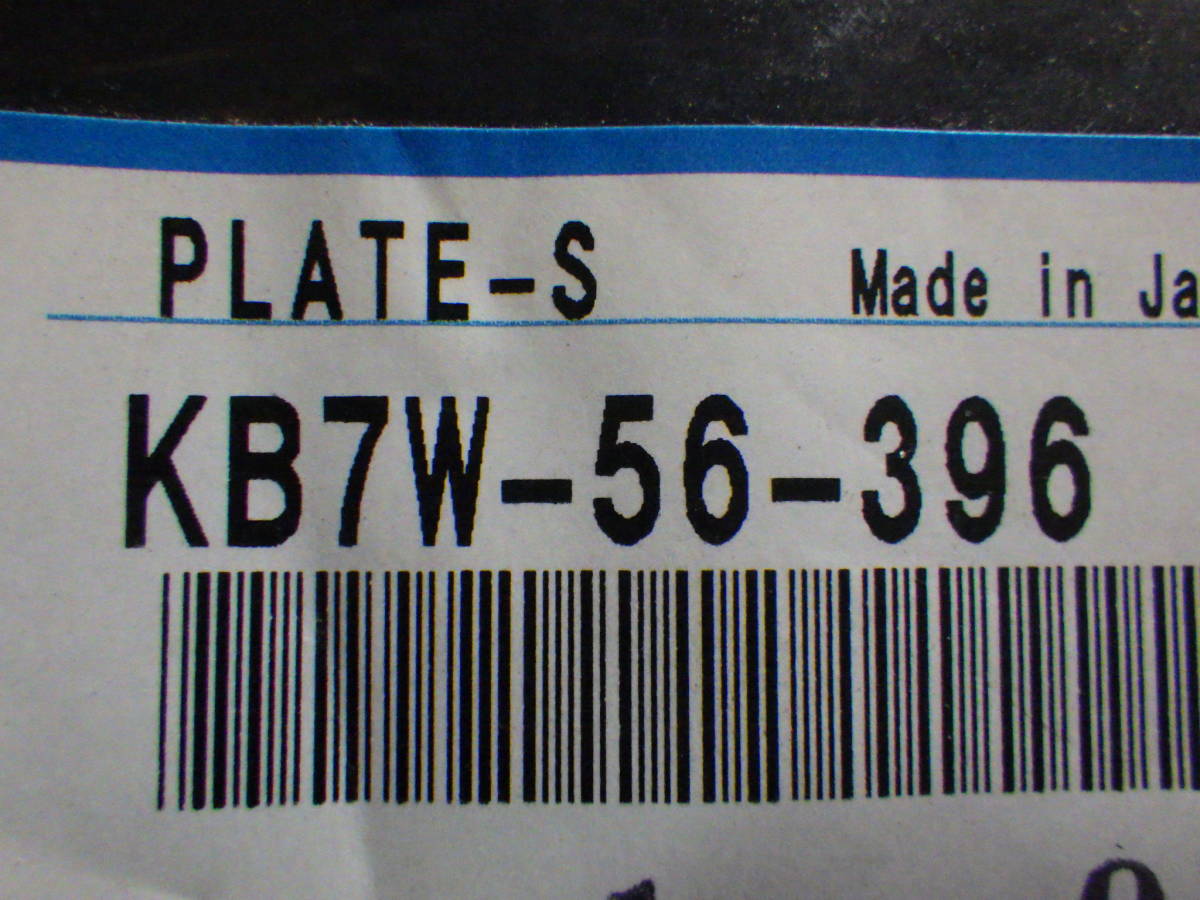 PLATE-S Made in Ja
KB7W-56-396